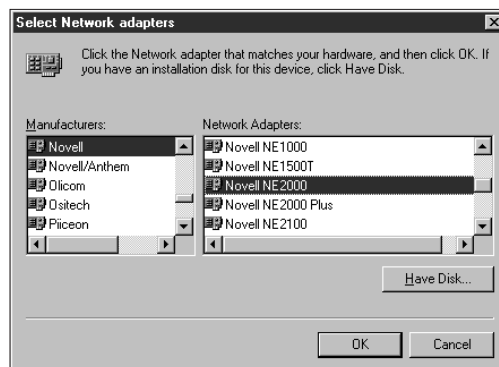 Select Network adapters
Click the Network adapter that matches your hardware, and then click OK. If
you have an installation disk for this device, click Have Disk.
Manufacturers:
Novell
Novell/Anthem
Olicom
Ositech
Piiceon
Network Adapters:
Novell NE1000
Novell NE1500T
Novell NE2000
Novell NE2000 Plus
Novell NE2100
Have Disk...
OK
Cancel